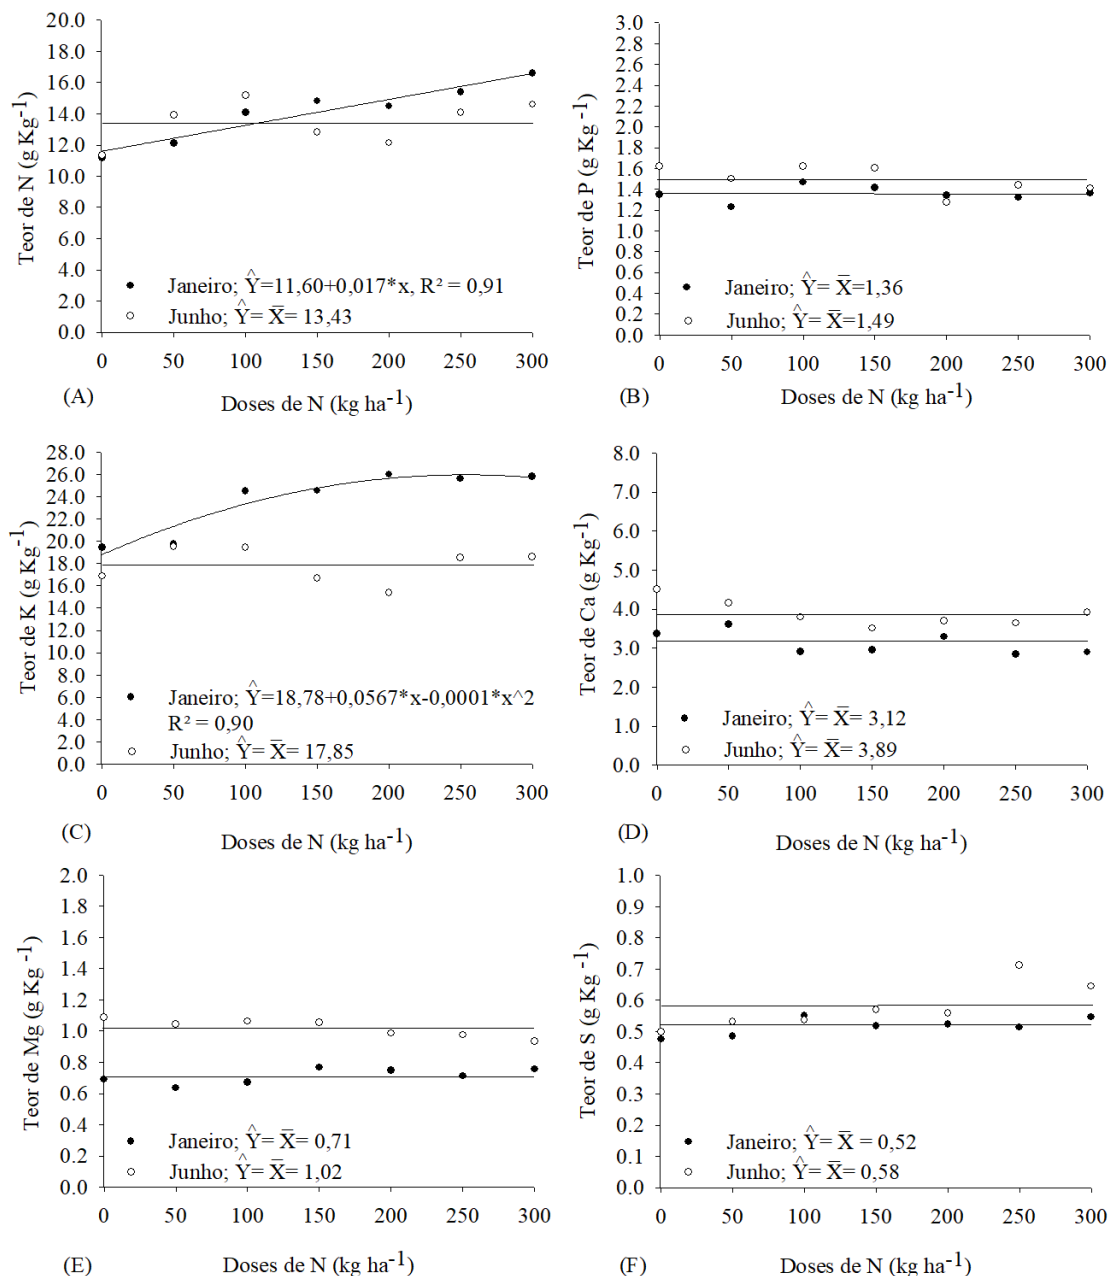 20.0
18.0
16.0
14.0
12.0
10.0
8.0
6.0
4.0
2.0
0.0
Teor de N (g Kg-1)
Janeiro; Ŷ=11,60+0,017*x, R² = 0,91
Junho; Ŷ= X̅= 13,43
0 50 100 150 200 250 300
(A)
Doses de N (kg ha-1)
3.0
2.8
2.6
2.4
2.2
2.0
1.8
1.6
1.4
1.2
1.0
0.8
0.6
0.4
0.2
0.0
Teor de P (g Kg-1)
Janeiro; Ŷ= X̅=1,36
Junho; Ŷ= X̅=1,49
0 50 100 150 200 250 300
(B)
Doses de N (kg ha-1)
28.0
26.0
24.0
22.0
20.0
18.0
16.0
14.0
12.0
10.0
8.0
6.0
4.0
2.0
0.0
Teor de K (g Kg-1)
Janeiro; Ŷ=18,78+0,0567*x-0,0001*x^2
R² = 0,90
Junho; Ŷ= X̅= 17,85
0 50 100 150 200 250 300
(C)
Doses de N (kg ha-1)
8.0
7.0
6.0
5.0
4.0
3.0
2.0
1.0
0.0
Teor de Ca (g Kg-1)
Janeiro; Ŷ= X̅= 3,12
Junho; Ŷ= X̅= 3,89
0 50 100 150 200 250 300
(D)
Doses de N (kg ha-1)
2.0
1.8
1.6
1.4
1.2
1.0
0.8
0.6
0.4
0.2
0.0
Teor de Mg (g Kg-1)
Janeiro; Ŷ= X̅= 0,71
Junho; Ŷ= X̅= 1,02
0 50 100 150 200 250 300
(E)
Doses de N (kg ha-1)
1.0
0.9
0.8
0.7
0.6
0.5
0.4
0.3
0.2
0.1
0.0
Teor de S (g Kg-1)
Janeiro; Ŷ= X̅ = 0,52
Junho; Ŷ= X̅= 0,58
0 50 100 150 200 250 300
(F)
Doses de N (kg ha-1)